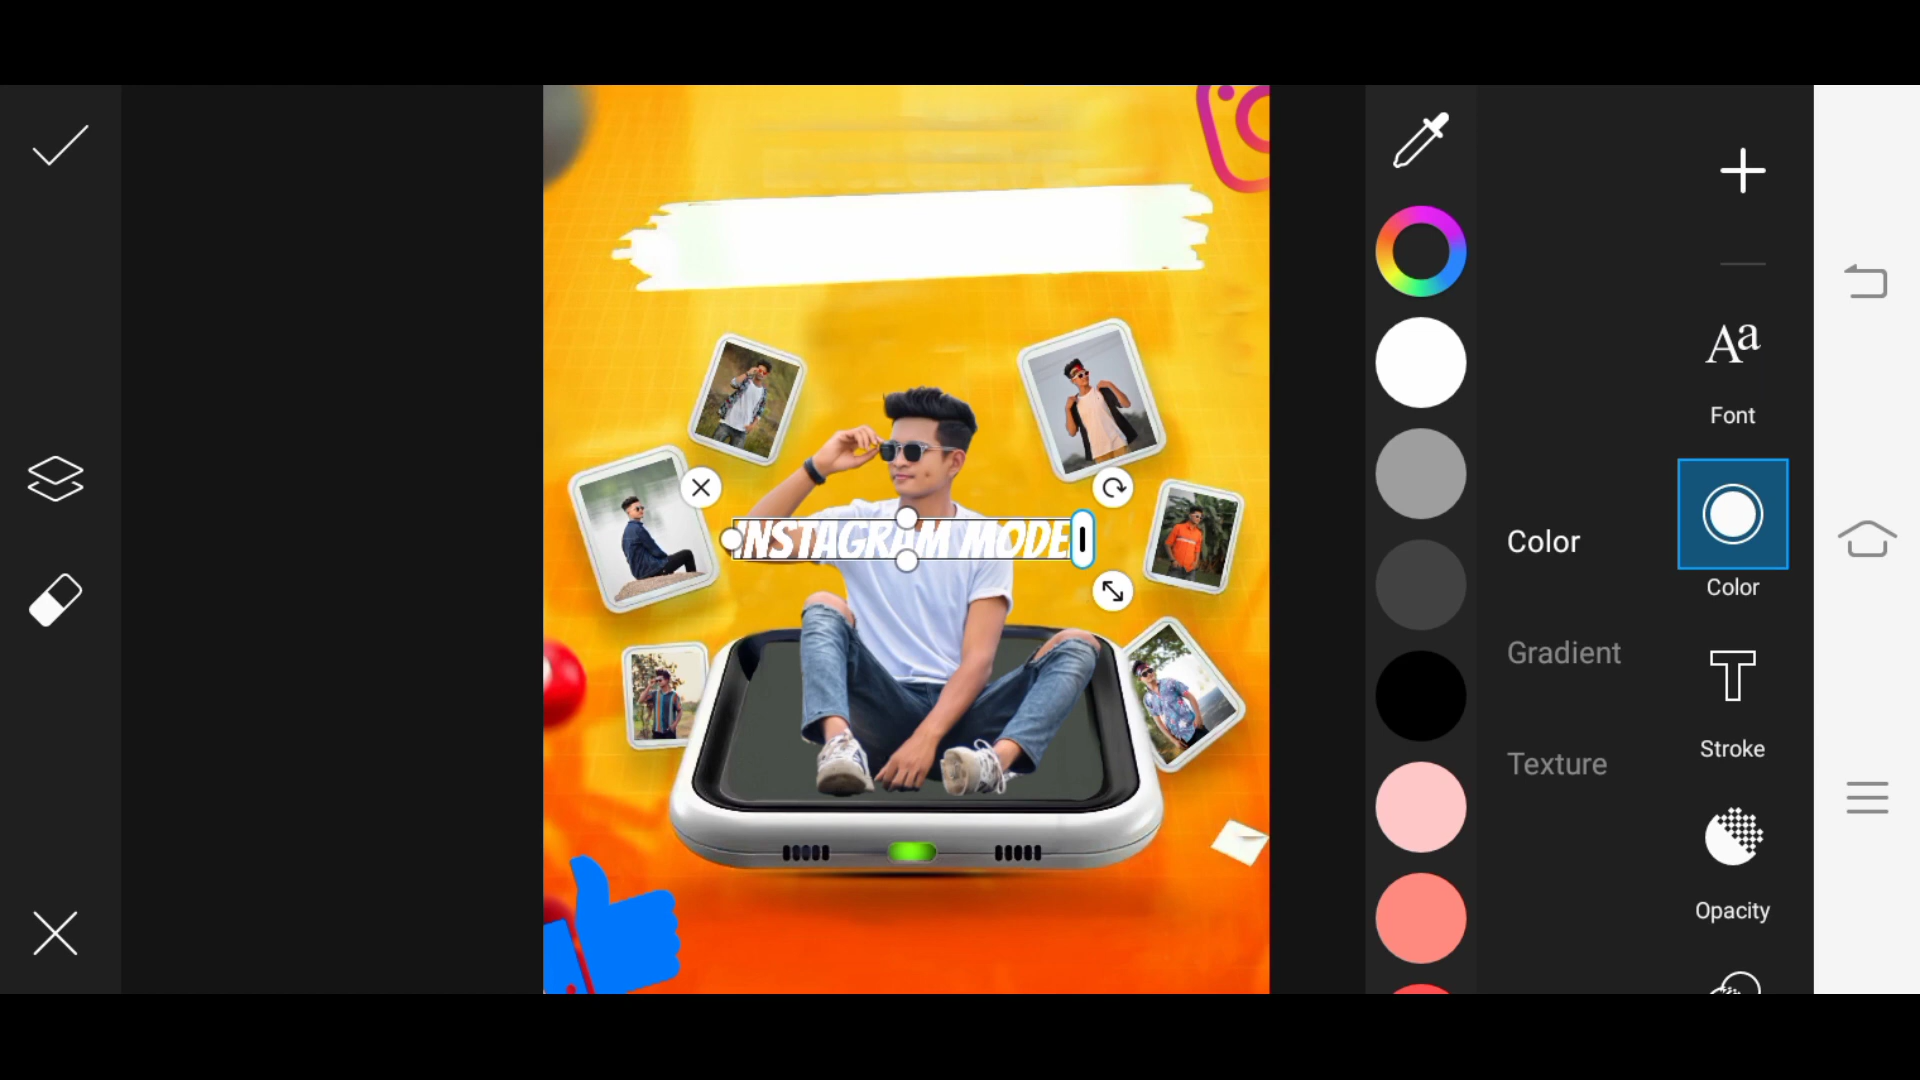 INSTAGRAM MODE
Font
Color
Color
Gradient
Stroke
Texture
Opacity